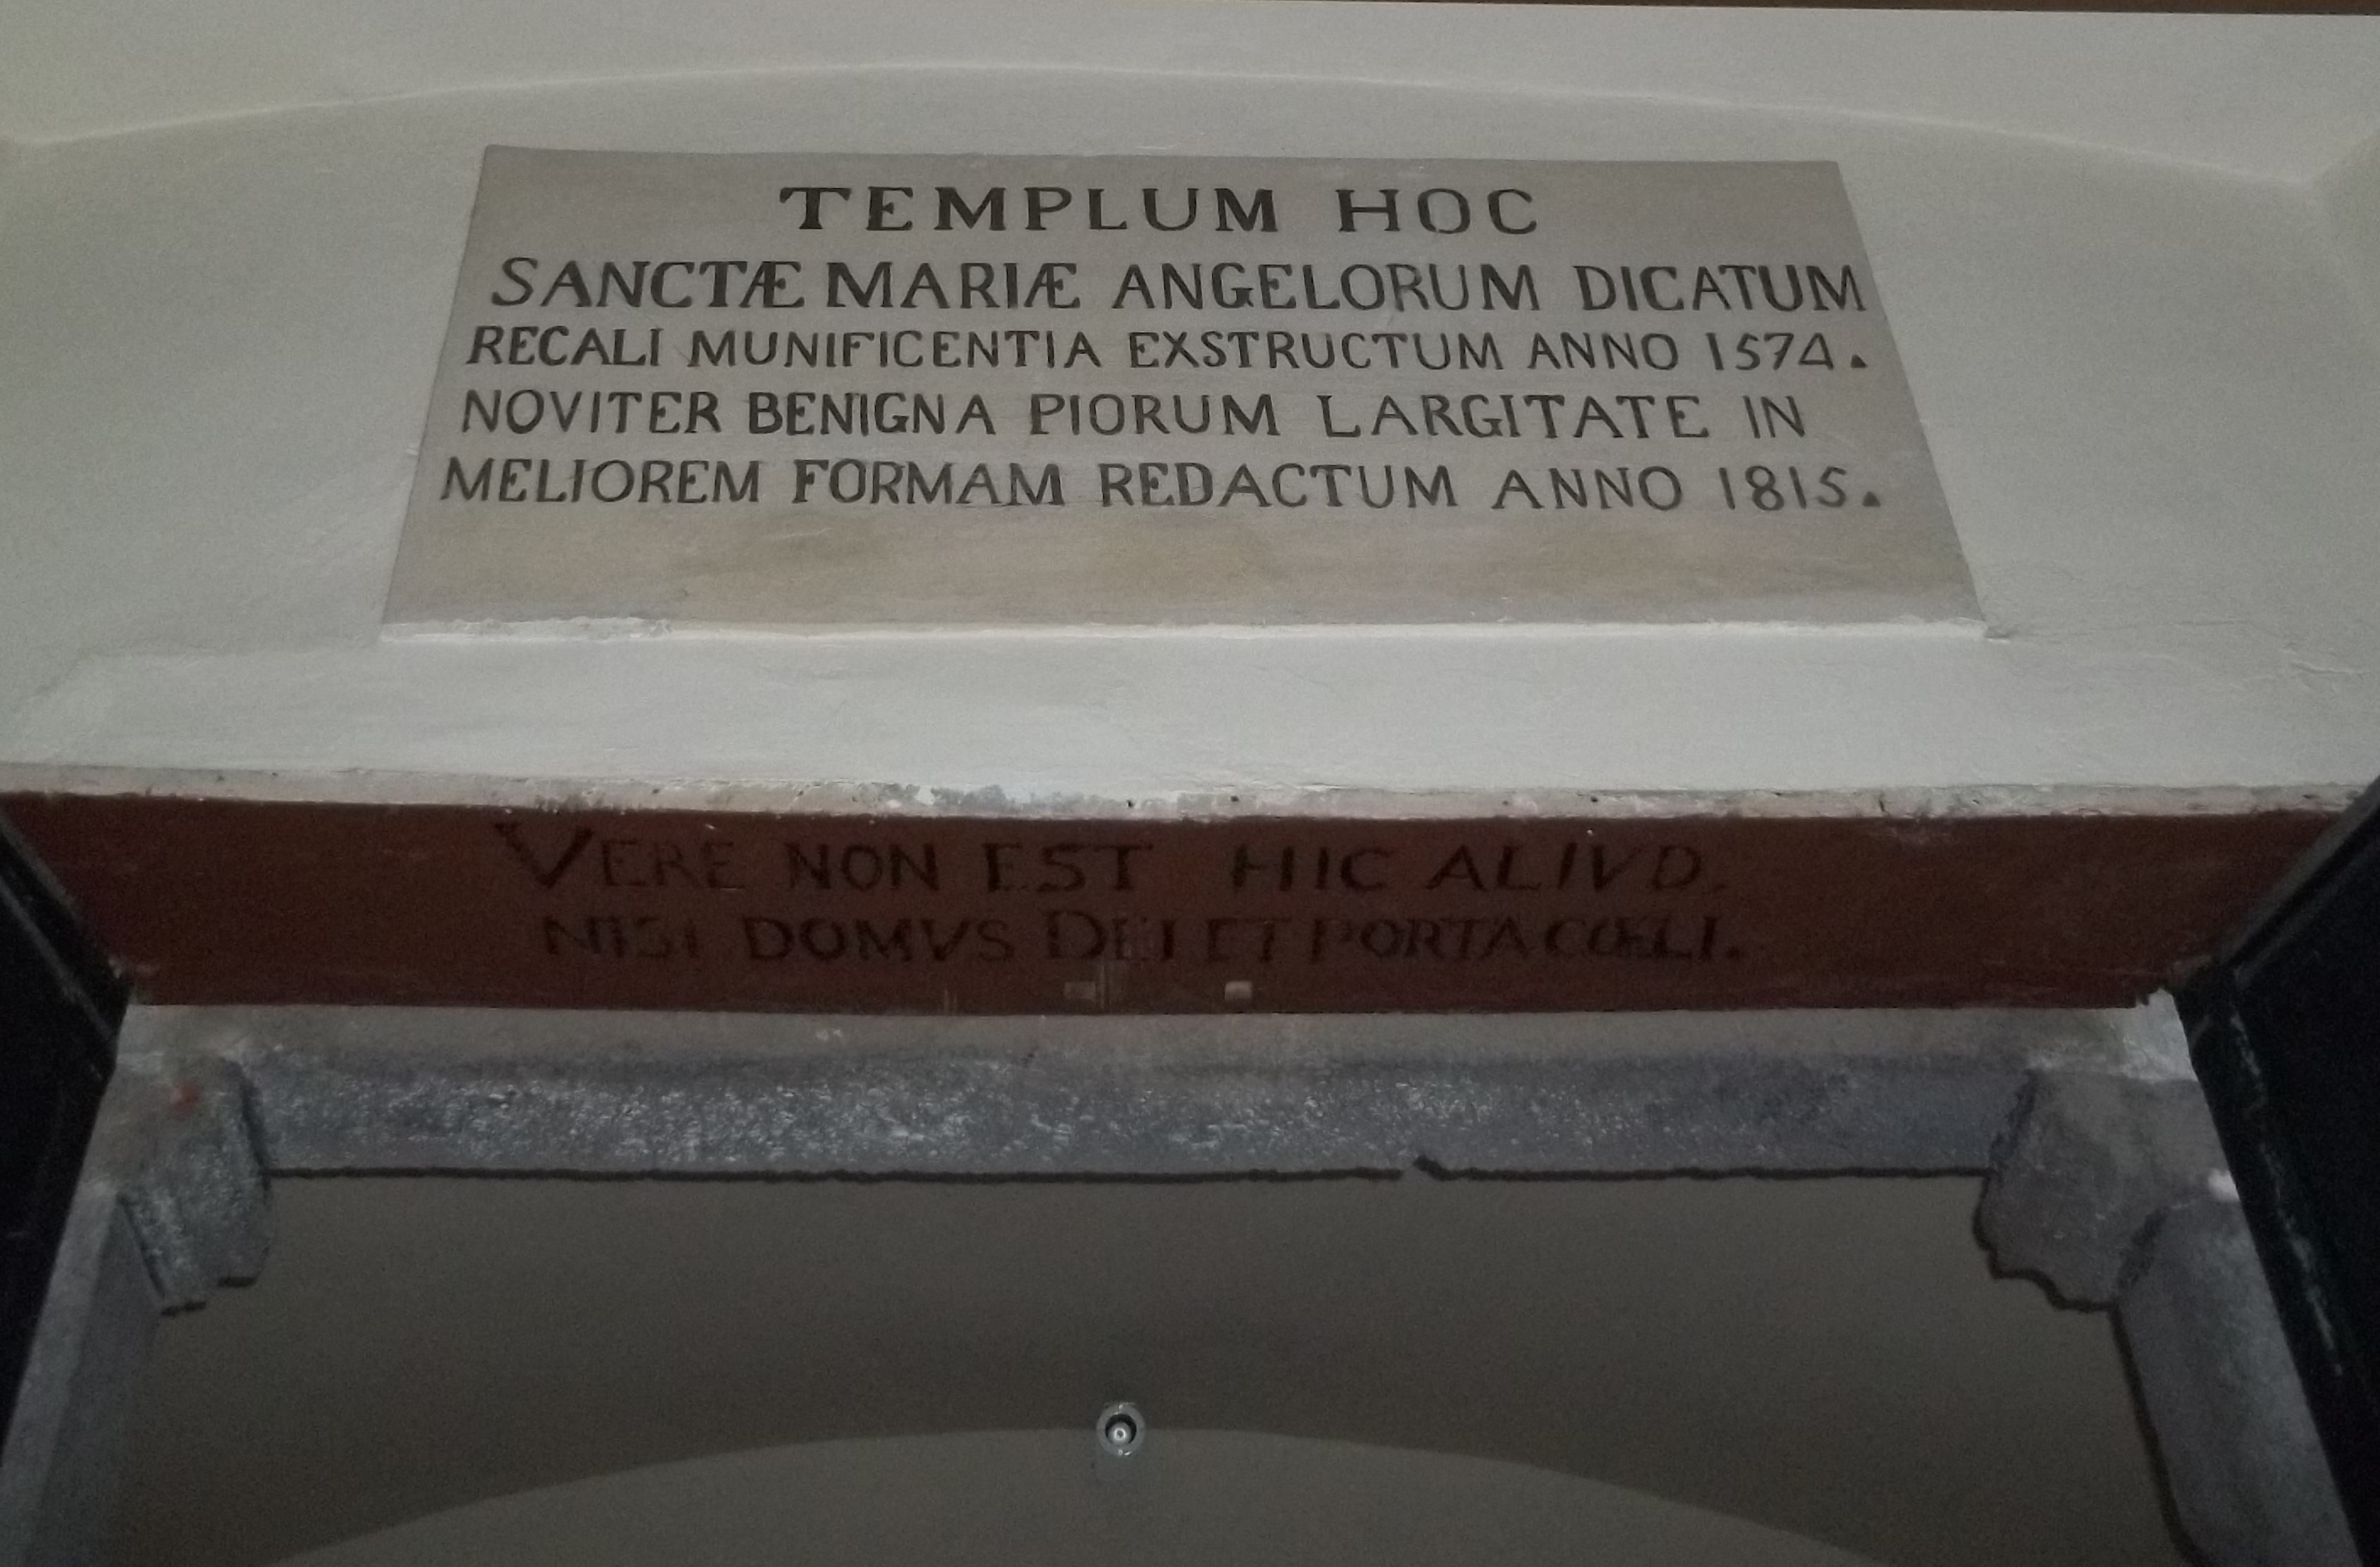 TEMPLUM HOC
SANCTÆ MARIÆ ANGELORUM DICATUM
RECALI MUNIFICENTIA EXSTRUCTUM ANNO 1574.
NOVITER BENIGNA PIORUM LARGITATE IN
MELIOREM FORMAM REDACTUM ANNO 1815.
VERE NON EST HIC ALIVD.
NISI DOMVS DEI ET PORTA CŒLI.